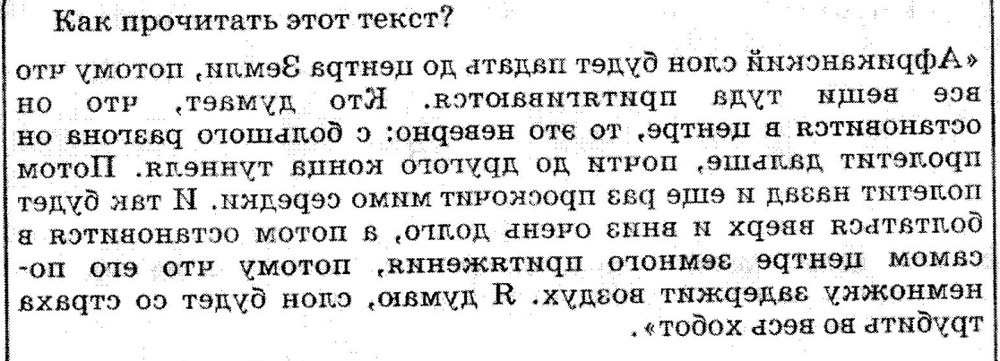 Как прочитать этот текст?
«Африканский слон будет падать до центра Земли, потому что
все вещи туда притягиваются. Кто думает, что он
остановится в центре, то это неверно: с большого разгона он
пролетит дальше, почти до другого конца туннеля. Потом
полетит назад и еще раз проскочит мимо середки. И так будет
болтаться вверх и вниз очень долго, а потом остановится в
самом центре земного притяжения, потому что его по-
немножку задержит воздух. Я думаю, слон будет со страха
трубить во весь хобот».